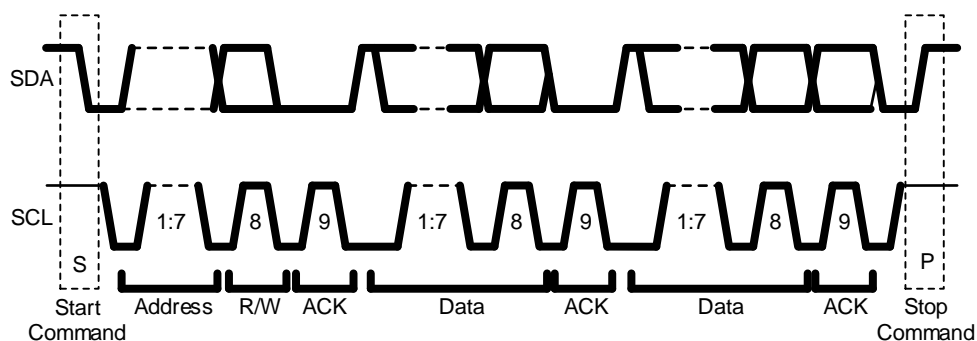 SDA
SCL
1:7
8
9
1:7
8
9
1:7
8
9
S
P
Start
Command
Address
R/W
ACK
Data
ACK
Data
ACK
Stop
Command